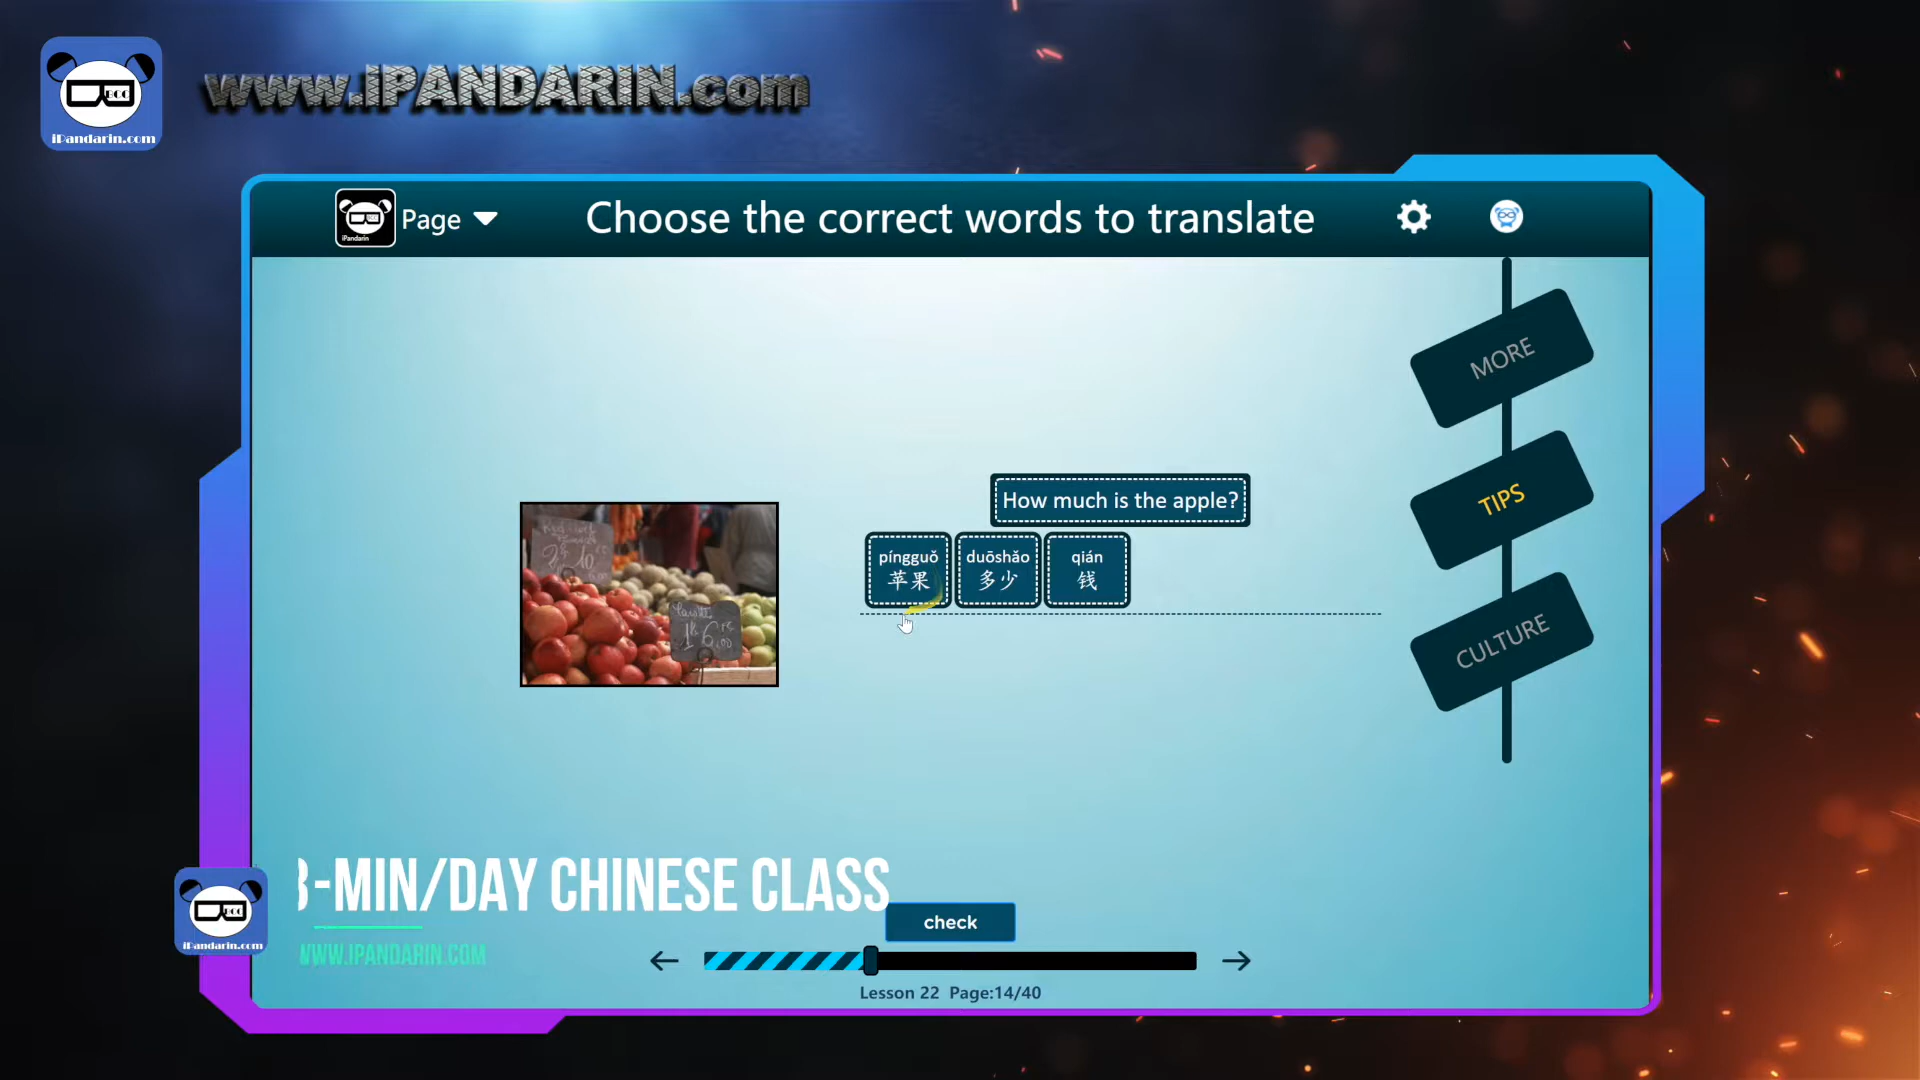 iPandarin.com
www.iPANDARIN.com
Page
Choose the correct words to translate
MORE
TIPS
CULTURE
How much is the apple?
píngguǒ duōshǎo qián
苹果 多少 钱
-MIN/DAY CHINESE CLASS
WWW.IPANDARIN.COM
iPandarin.com
check
Lesson 22 Page:14/40